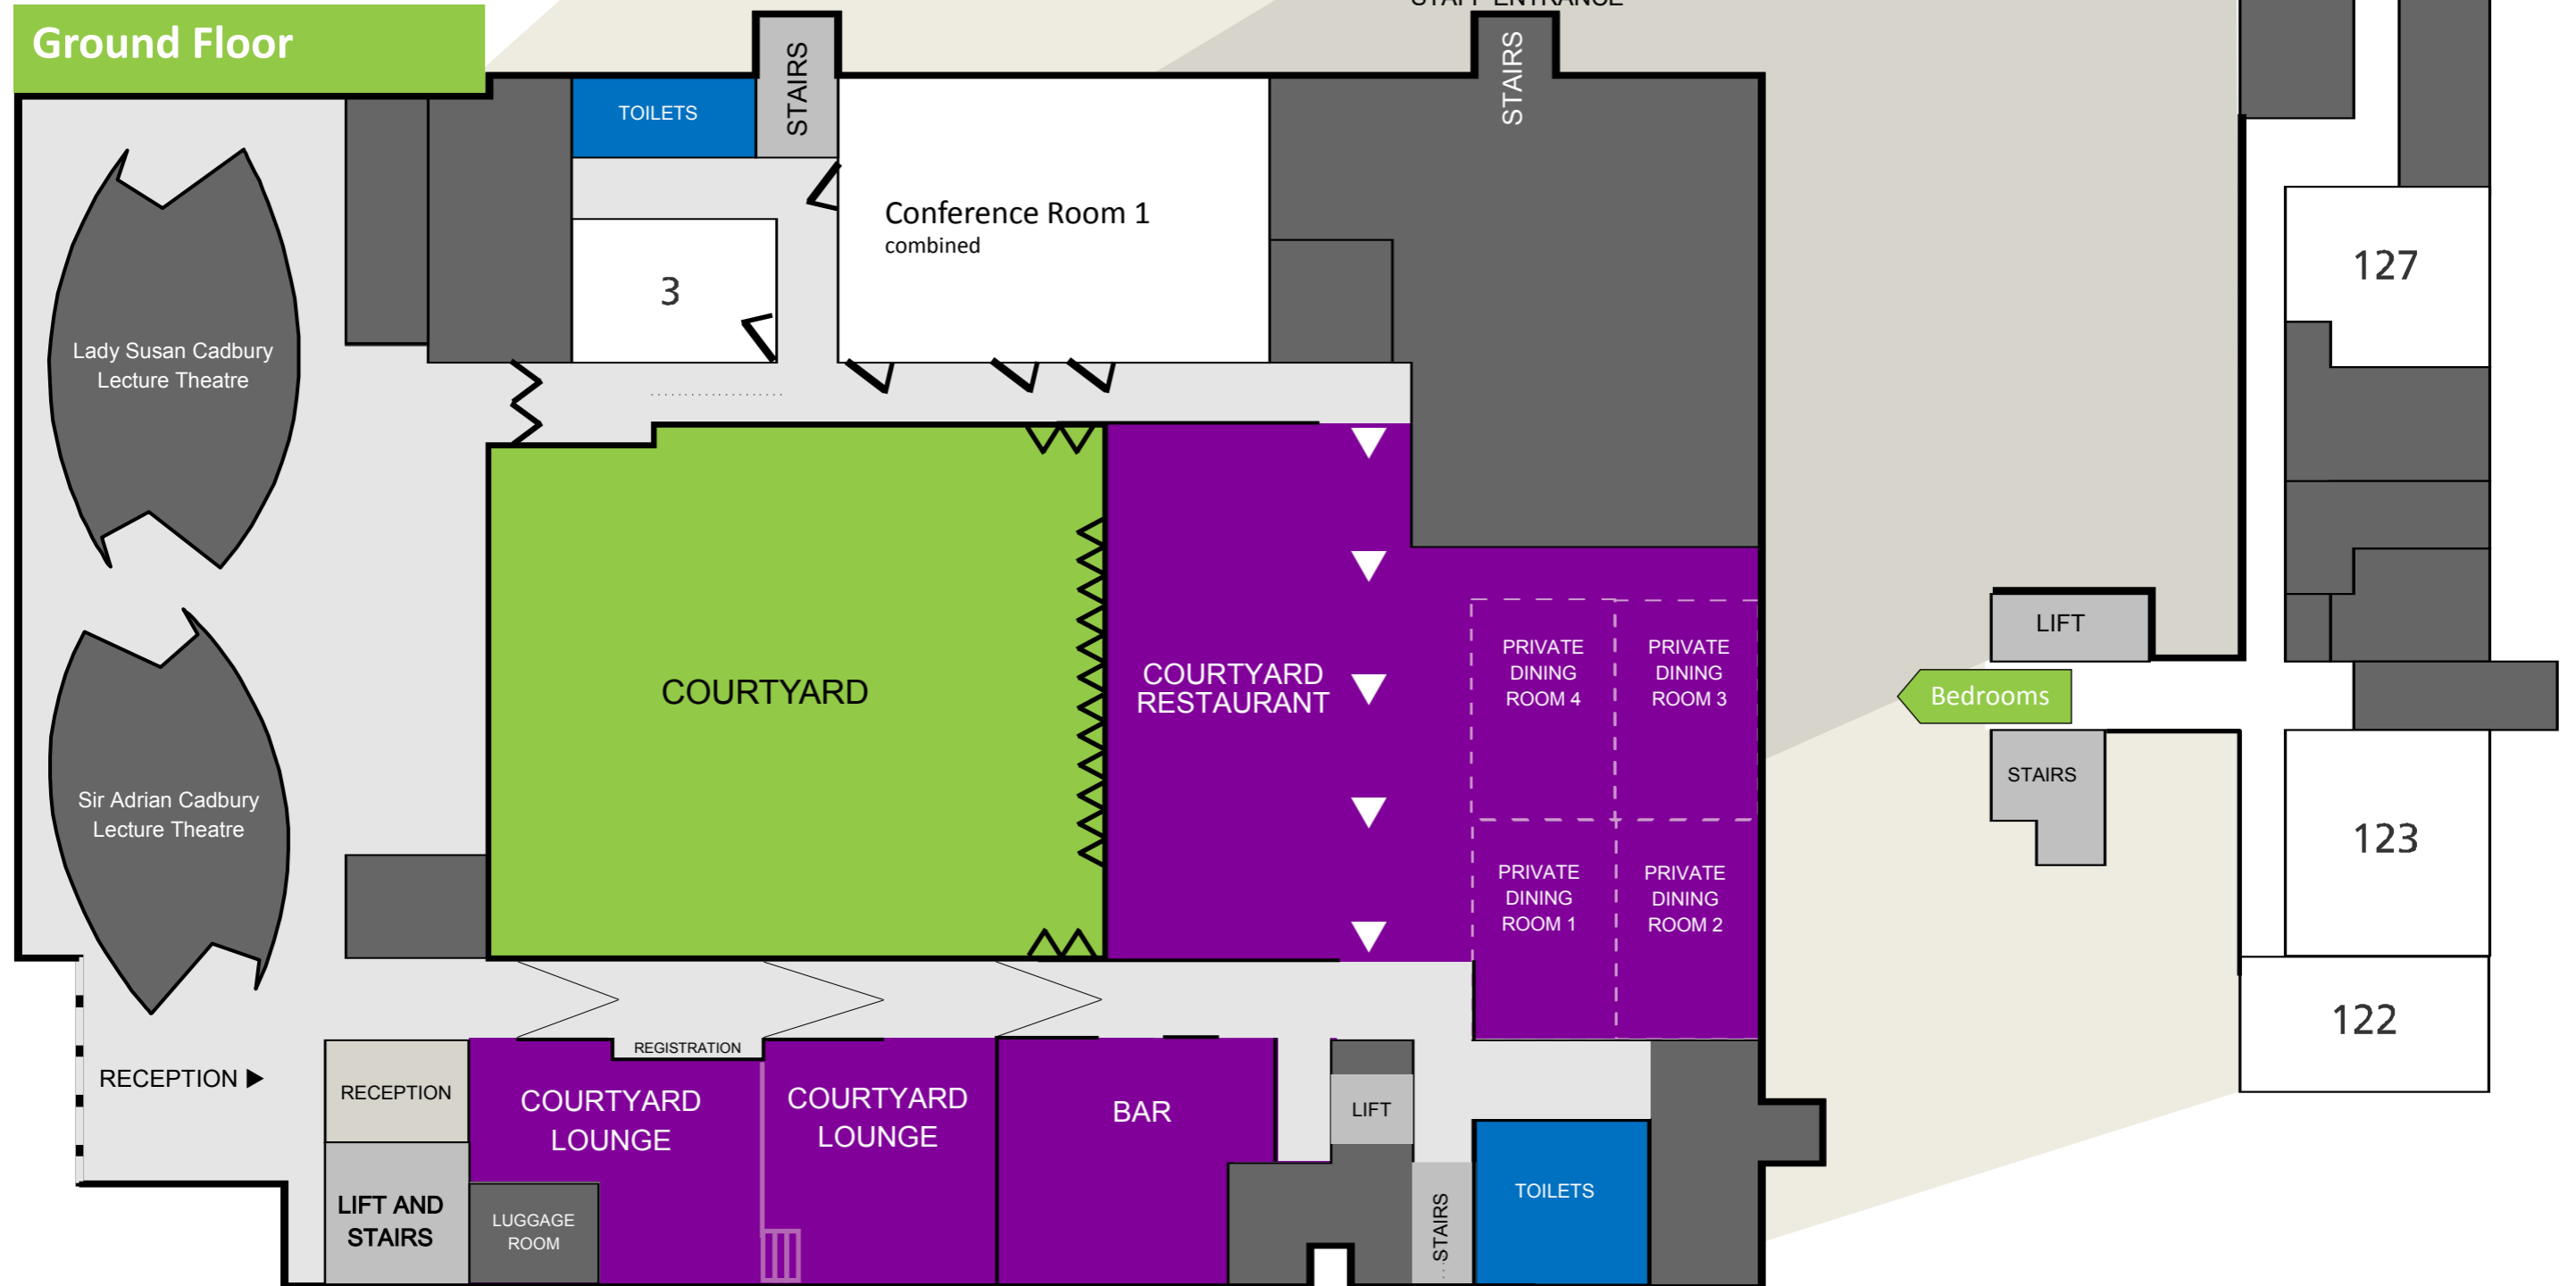 STAFF ENTRANCE
Ground Floor
STAIRS
STAIRS
TOILETS
Conference Room 1
combined
3
127
Lady Susan Cadbury
Lecture Theatre
LIFT
Bedrooms
STAIRS
COURTYARD
COURTYARD
RESTAURANT
PRIVATE
DINING
ROOM 4
PRIVATE
DINING
ROOM 3
Sir Adrian Cadbury
Lecture Theatre
123
PRIVATE
DINING
ROOM 1
PRIVATE
DINING
ROOM 2
122
REGISTRATION
RECEPTION
RECEPTION
COURTYARD
LOUNGE
COURTYARD
LOUNGE
BAR
LIFT
LIFT AND
STAIRS
LUGGAGE
ROOM
STAIRS
TOILETS